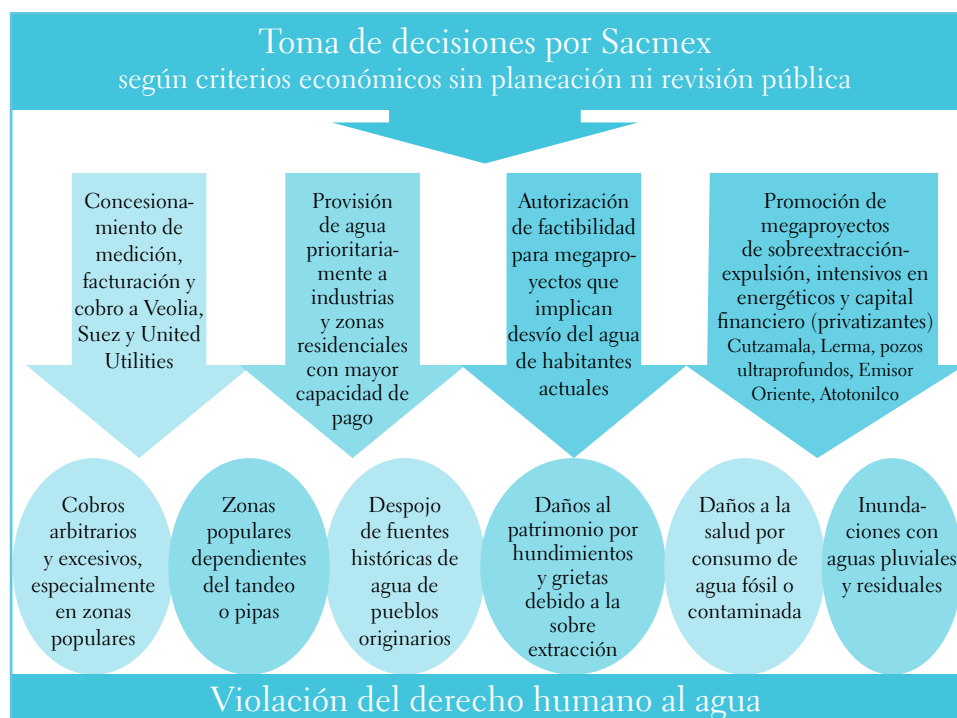 Toma de decisiones por Sacmex
según criterios económicos sin planeación ni revisión pública
Concesiona-
miento de
medición,
facturación y
cobro a Veolia,
Suez y United
Utilities
Provisión
de agua
prioritaria-
mente a
industrias
y zonas
residenciales
con mayor
capacidad de
pago
Autorización
de factibilidad
para megapro-
yectos que
implican
desvío del agua
de habitantes
actuales
Promoción de
megaproyectos
de sobreextracción-
expulsión, intensivos en
energéticos y capital
financiero (privatizantes)
Cutzamala, Lerma, pozos
ultraprofundos, Emisor
Oriente, Atotonilco
Cobros
arbitrarios
y excesivos,
especialmente
en zonas
populares
Zonas
populares
dependientes
del tandeo
o pipas
Despojo
de fuentes
históricas de
agua de
pueblos
originarios
Daños al
patrimonio por
hundimientos
y grietas
debido a la
sobre
extracción
Daños a la
salud por
consumo de
agua fósil o
contaminada
Inunda-
ciones con
aguas pluviales
y residuales
Violación del derecho humano al agua